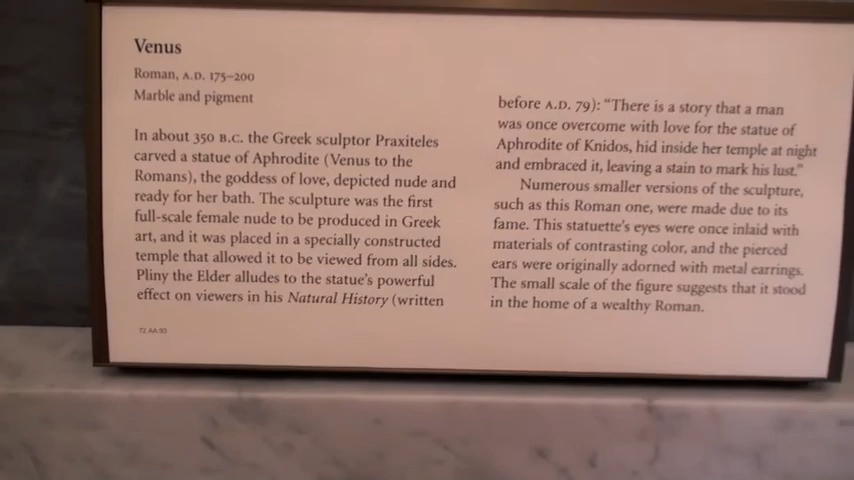 Venus
Roman, A.D. 175–200
Marble and pigment
In about 350 B.C. the Greek sculptor Praxiteles
carved a statue of Aphrodite (Venus to the
Romans), the goddess of love, depicted nude and
ready for her bath. The sculpture was the first
full-scale female nude to be produced in Greek
art, and it was placed in a specially constructed
temple that allowed it to be viewed from all sides.
Pliny the Elder alludes to the statue's powerful
effect on viewers in his Natural History (written
72.AA.93
before A.D. 79): “There is a story that a man
was once overcome with love for the statue of
Aphrodite of Knidos, hid inside her temple at night
and embraced it, leaving a stain to mark his lust.”
Numerous smaller versions of the sculpture,
such as this Roman one, were made due to its
fame. This statuette's eyes were once inlaid with
materials of contrasting color, and the pierced
ears were originally adorned with metal earrings.
The small scale of the figure suggests that it stood
in the home of a wealthy Roman.